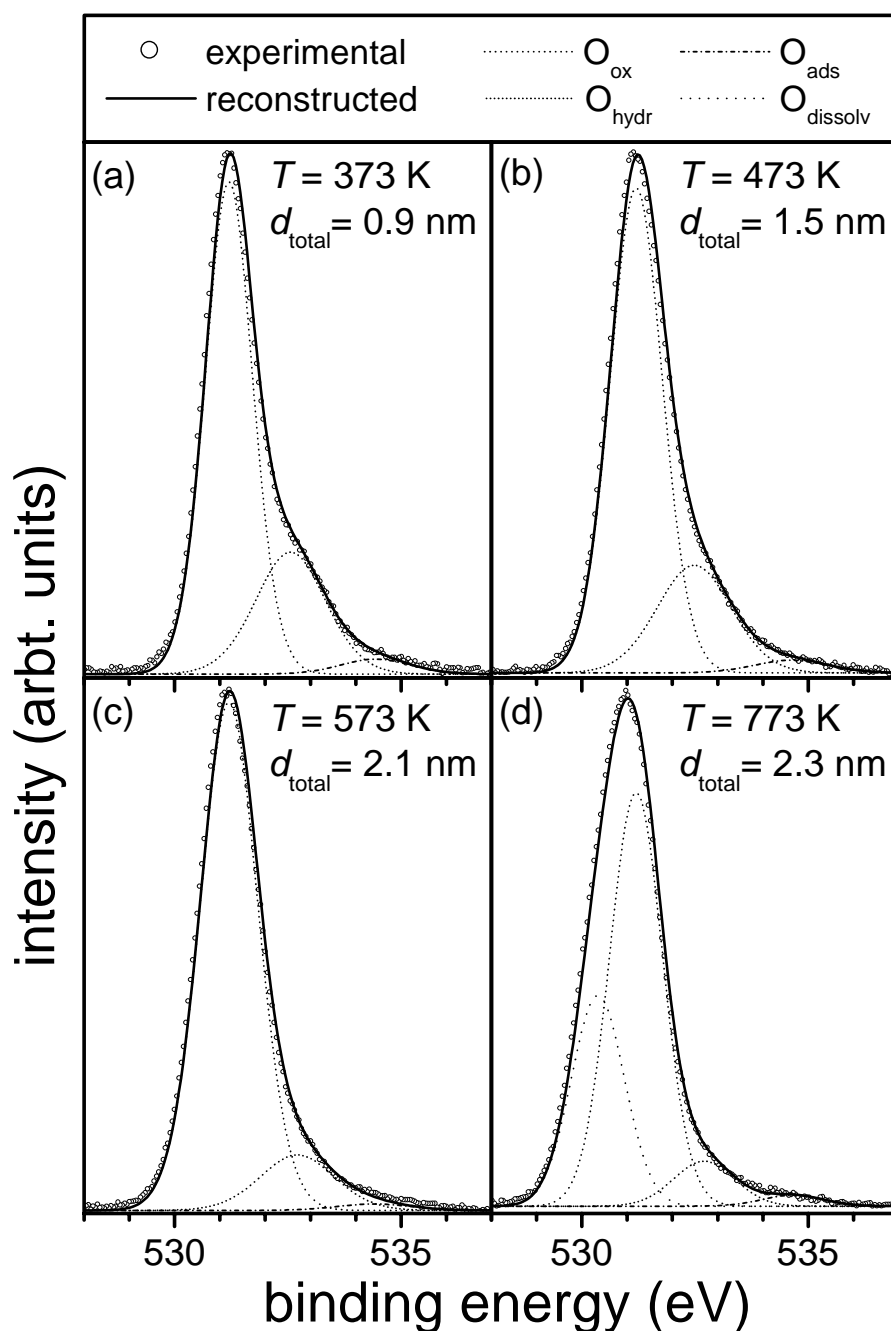 experimental O_ox O_ads
reconstructed O_hydr O_dissolv
(a) T = 373 K
d_total= 0.9 nm
(b) T = 473 K
d_total= 1.5 nm
(c) T = 573 K
d_total= 2.1 nm
(d) T = 773 K
d_total= 2.3 nm
intensity (arbt. units)
530 535 530 535
binding energy (eV)